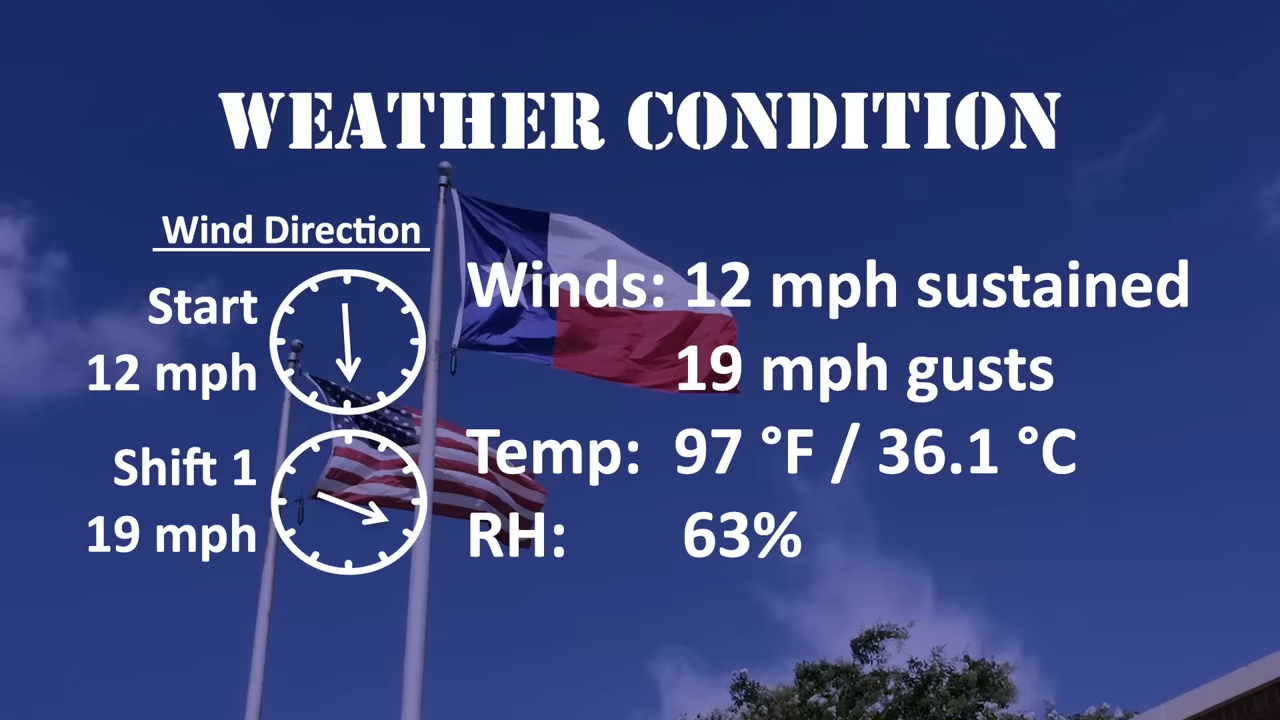 WEATHER CONDITION
Wind Direction
Start
12 mph
Shift 1
19 mph
Winds: 12 mph sustained
19 mph gusts
Temp: 97 °F / 36.1 °C
RH: 63%